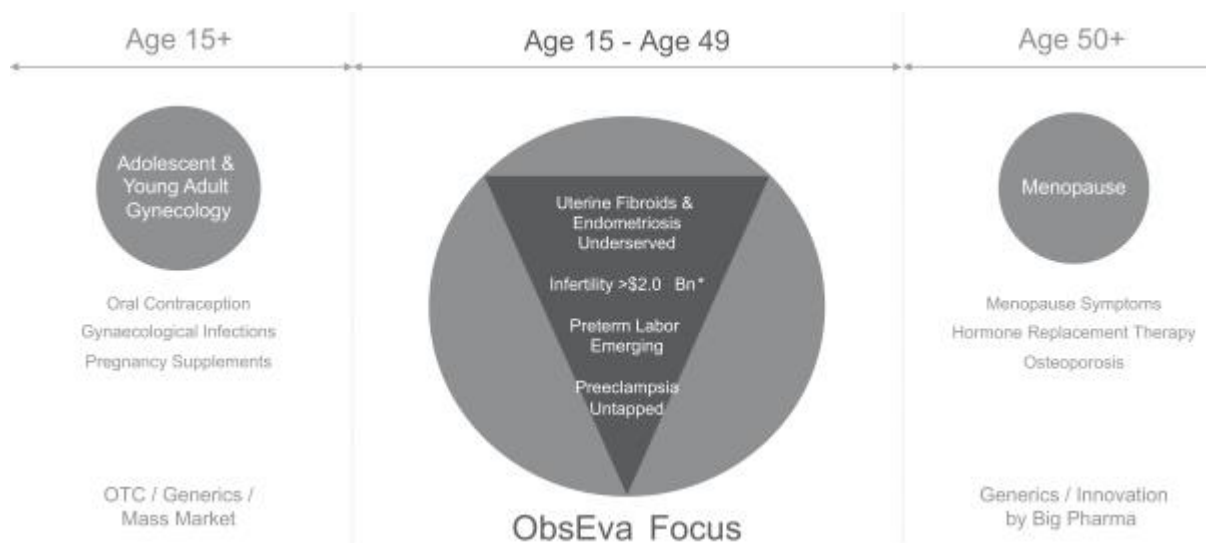 Age 15+
Age 15 - Age 49
Age 50+
Adolescent &
Young Adult
Gynecology
Oral Contraception
Gynaecological Infections
Pregnancy Supplements
OTC / Generics /
Mass Market
Uterine Fibroids &
Endometriosis
Underserved
Infertility >$2.0 Bn*
Preterm Labor
Emerging
Preeclampsia
Untapped
ObsEva Focus
Menopause
Menopause Symptoms
Hormone Replacement Therapy
Osteoporosis
Generics / Innovation
by Big Pharma